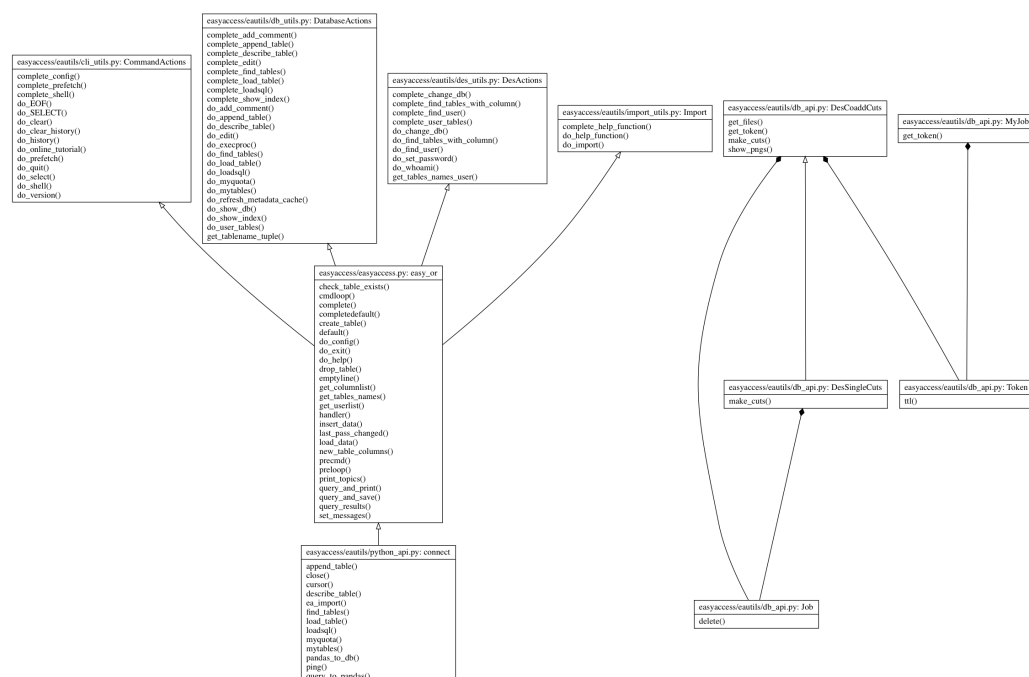 easyaccess/eautils/cli_utils.py: CommandActions
complete_config()
complete_prefetch()
complete_shell()
do_EOF()
do_SELECT()
do_clear()
do_clear_history()
do_history()
do_online_tutorial()
do_prefetch()
do_quit()
do_select()
do_shell()
do_version()
easyaccess/eautils/db_utils.py: DatabaseActions
complete_add_comment()
complete_append_table()
complete_describe_table()
complete_edit()
complete_find_tables()
complete_load_table()
complete_loadsql()
complete_show_index()
do_add_comment()
do_append_table()
do_describe_table()
do_edit()
do_execproc()
do_find_tables()
do_load_table()
do_loadsql()
do_myquota()
do_mytables()
do_refresh_metadata_cache()
do_show_db()
do_show_index()
do_user_tables()
get_tablename_tuple()
easyaccess/eautils/des_utils.py: DesActions
complete_change_db()
complete_find_tables_with_column()
complete_find_user()
complete_user_tables()
do_change_db()
do_find_tables_with_column()
do_find_user()
do_set_password()
do_whoami()
get_tables_names_user()
easyaccess/eautils/import_utils.py: Import
complete_help_function()
do_help_function()
do_import()
easyaccess/eautils/db_api.py: DesCoaddCuts
get_files()
get_token()
make_cuts()
show_pngs()
easyaccess/eautils/db_api.py: MyJob
get_token()
easyaccess/easyaccess.py: easy_or
check_table_exists()
cmdloop()
complete()
completedefault()
create_table()
default()
do_config()
do_exit()
do_help()
drop_table()
emptyline()
get_columnlist()
get_tables_names()
get_userlist()
handler()
insert_data()
last_pass_changed()
load_data()
new_table_columns()
precmd()
preloop()
print_topics()
query_and_print()
query_and_save()
query_results()
set_messages()
easyaccess/eautils/db_api.py: DesSingleCuts
make_cuts()
easyaccess/eautils/db_api.py: Token
ttl()
easyaccess/eautils/python_api.py: connect
append_table()
close()
cursor()
describe_table()
ea_import()
find_tables()
load_table()
loadsql()
myquota()
mytables()
pandas_to_db()
ping()
query_to_pandas()
easyaccess/eautils/db_api.py: Job
delete()